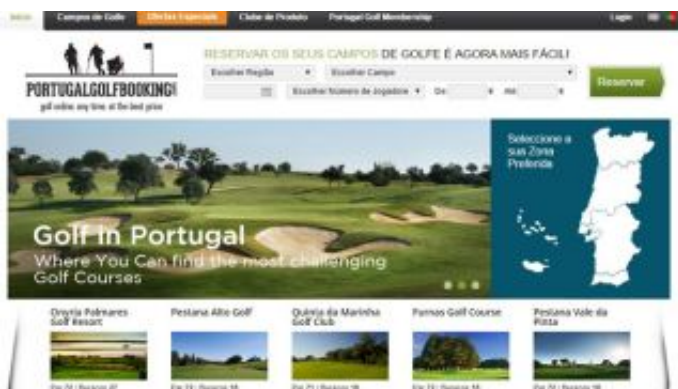 Início Campos de Golfe Ofertas Especiais Clube de Produto Portugal Golf Membership Login
RESERVAR OS SEUS CAMPOS DE GOLFE É AGORA MAIS FÁCIL!
Escolher Região Escolher Campo
Reservar
PORTUGALGOLFBOOKING
golf online any time at the best price
Escolher Número de Jogadores De Até
Seleccione a
sua Zona
Preferida
Golf in Portugal
Where You Can find the most challenging
Golf Courses
Onyria Palmares
Golf Resort
Pestana Alto Golf
Quinta da Marinha
Golf Club
Furnas Golf Course
Pestana Vale da
Pinta